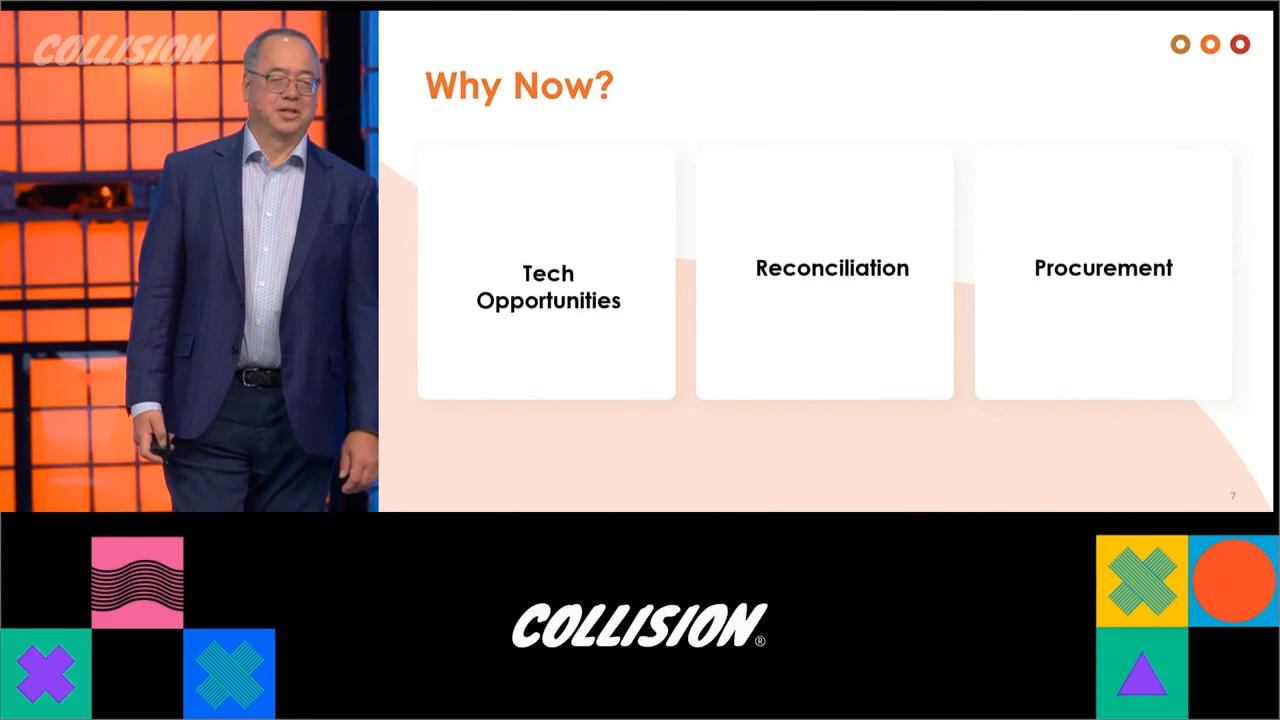 COLLISION
Why Now?
Tech
Opportunities
Reconciliation
Procurement
7
COLLISION®